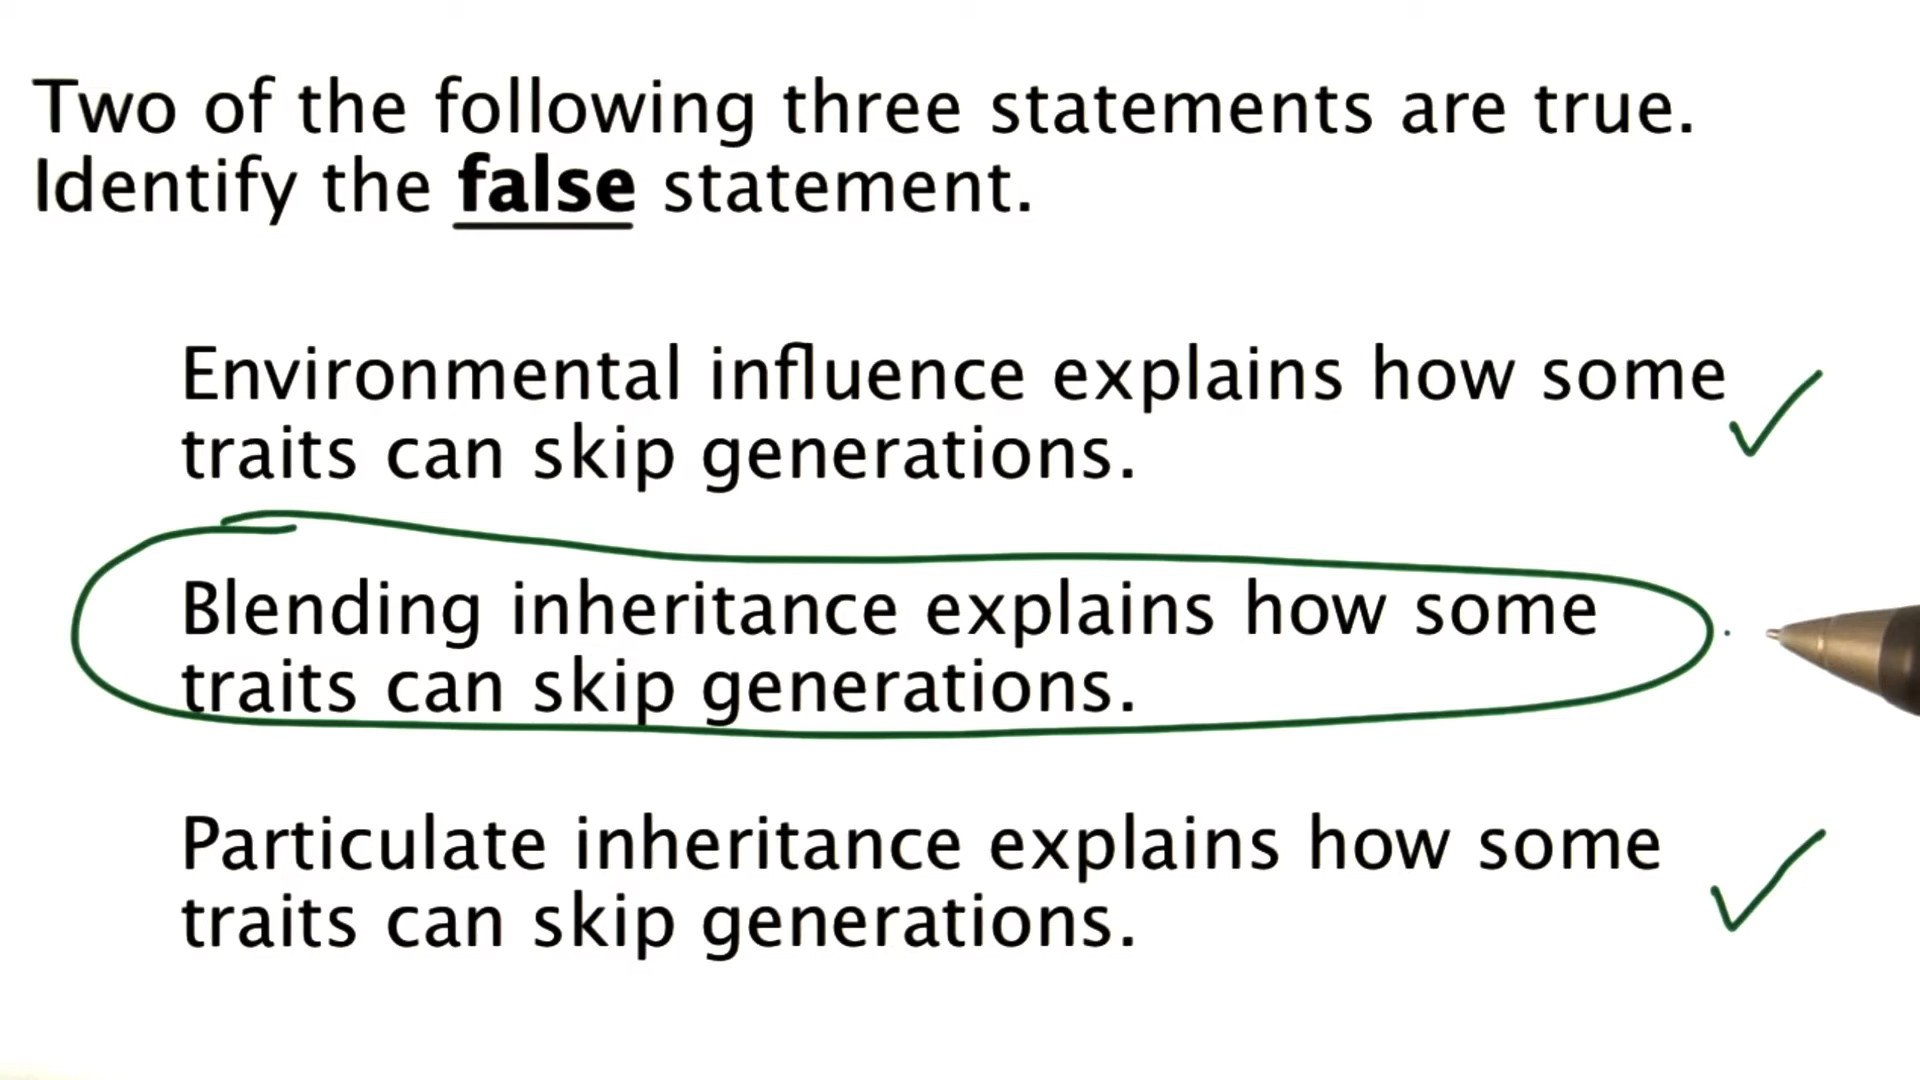 Two of the following three statements are true.
Identify the false statement.
Environmental influence explains how some
traits can skip generations.
Blending inheritance explains how some
traits can skip generations.
Particulate inheritance explains how some
traits can skip generations.